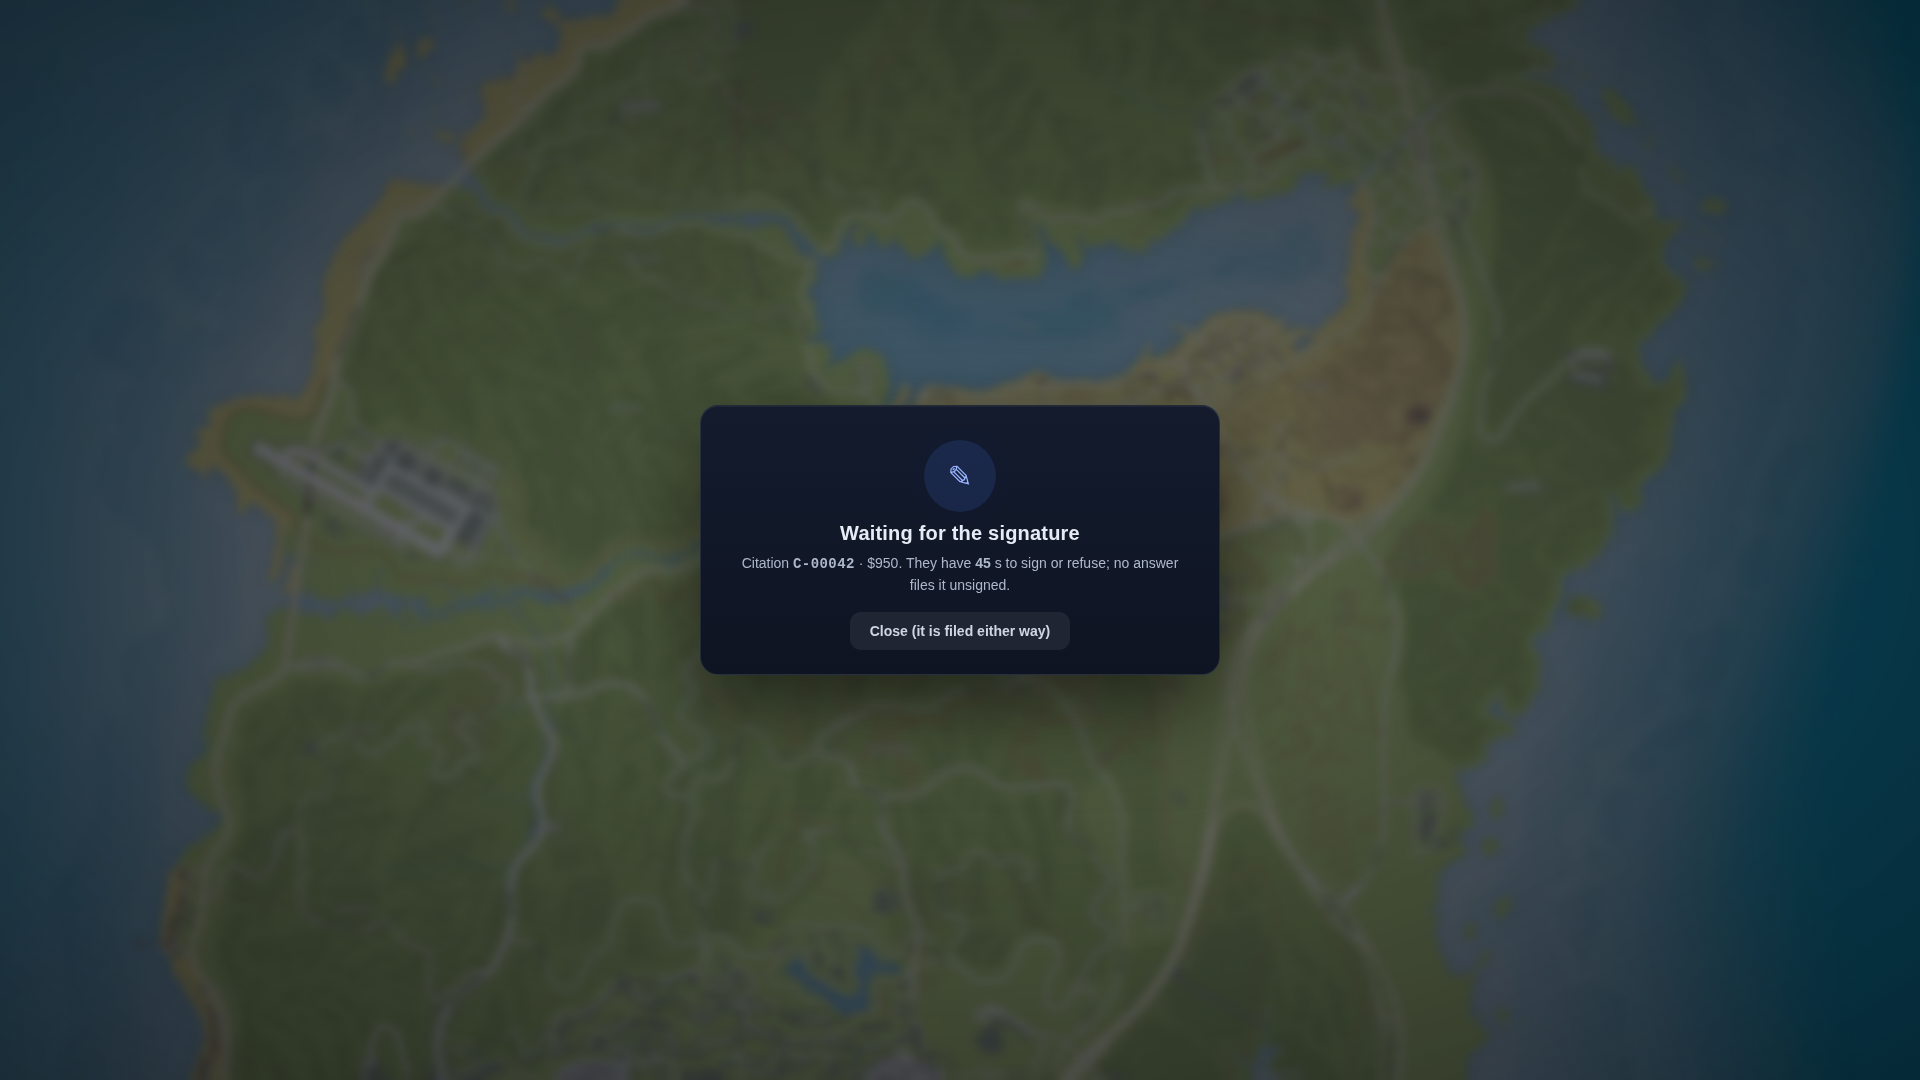 Waiting for the signature
Citation C-00042 · $950. They have 45 s to sign or refuse; no answer
files it unsigned.
Close (it is filed either way)